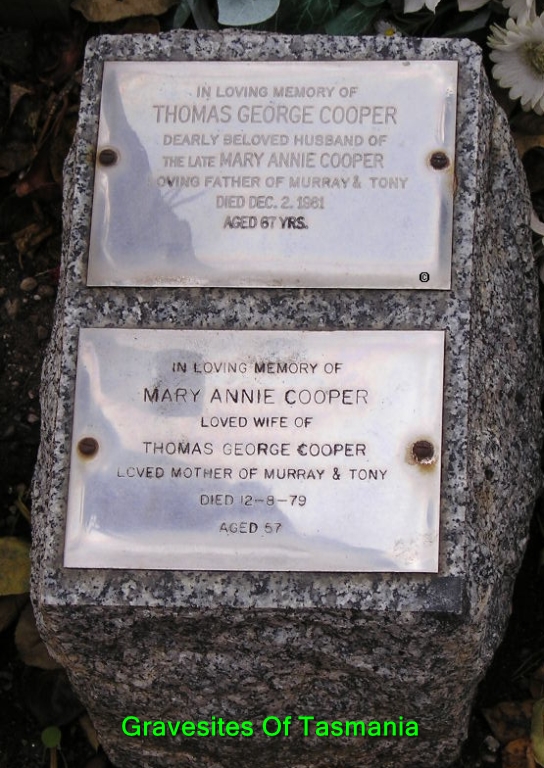 IN LOVING MEMORY OF
THOMAS GEORGE COOPER
DEARLY BELOVED HUSBAND OF
THE LATE MARY ANNIE COOPER
OVING FATHER OF MURRAY & TONY
DIED DEC. 2. 1981
AGED 67 YRS.
©
IN LOVING MEMORY OF
MARY ANNIE COOPER
LOVED WIFE OF
THOMAS GEORGE COOPER
LOVED MOTHER OF MURRAY & TONY
DIED 12-8-79
AGED 57
Gravesites Of Tasmania